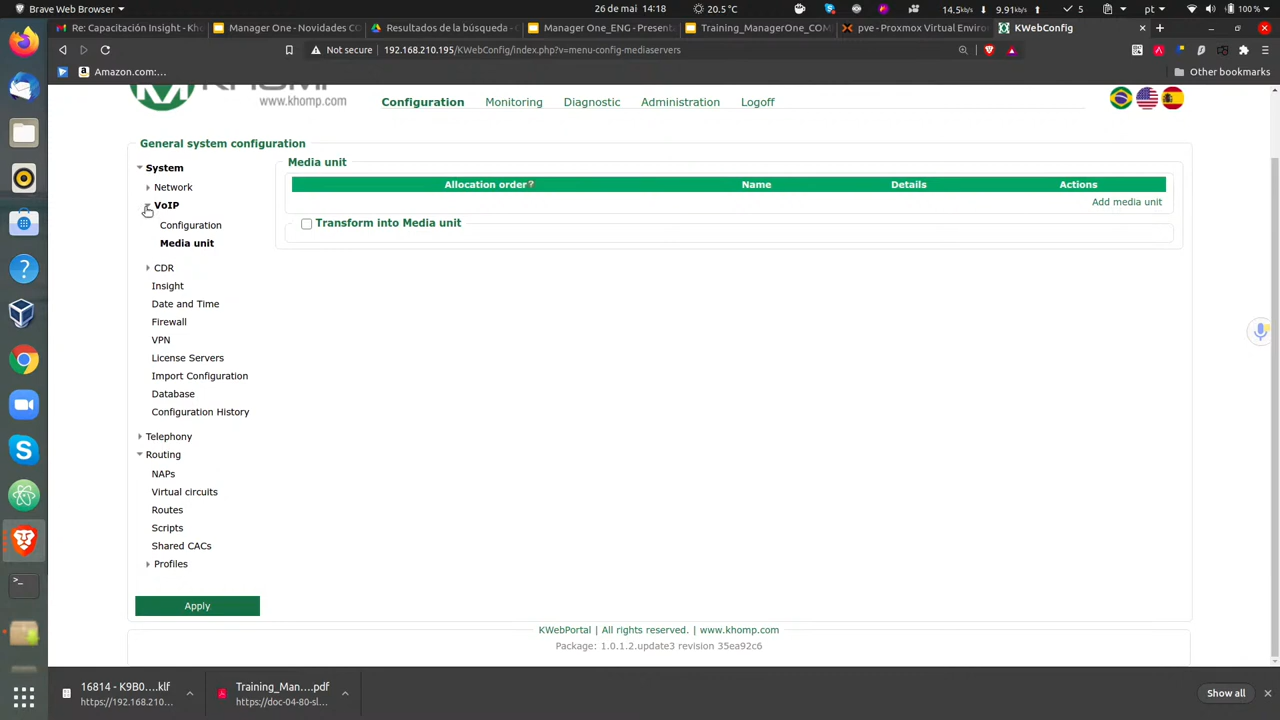 Brave Web Browser
26 de mai 14:18
20.5°C
14,5kiw
9.91kiw
5
100 %
Re: Capacitación Insight - Kh
Manager One - Novidades C
Resultados de la búsqueda -
Manager One_ENG - Present
Training_ManagerOne_COM
pve - Proxmox Virtual Enviro
KWebConfig
Not secure 192.168.210.195/KWebConfig/index.php?v=menu-config-mediaservers
Amazon.com:...
Other bookmarks
KHOMP
www.khomp.com
Configuration
Monitoring
Diagnostic
Administration
Logoff
General system configuration
System
Network
VoIP
Configuration
Media unit
CDR
Insight
Date and Time
Firewall
VPN
License Servers
Import Configuration
Database
Configuration History
Telephony
Routing
NAPs
Virtual circuits
Routes
Scripts
Shared CACs
Profiles
Apply
Media unit
Allocation order?
Name
Details
Actions
Add media unit
Transform into Media unit
KWebPortal | All rights reserved. | www.khomp.com
Package: 1.0.1.2.update3 revision 35ea92c6
16814 - K9B0....klf
https://192.168.210...
Training_Man....pdf
https://doc-04-80-sl...
Show all